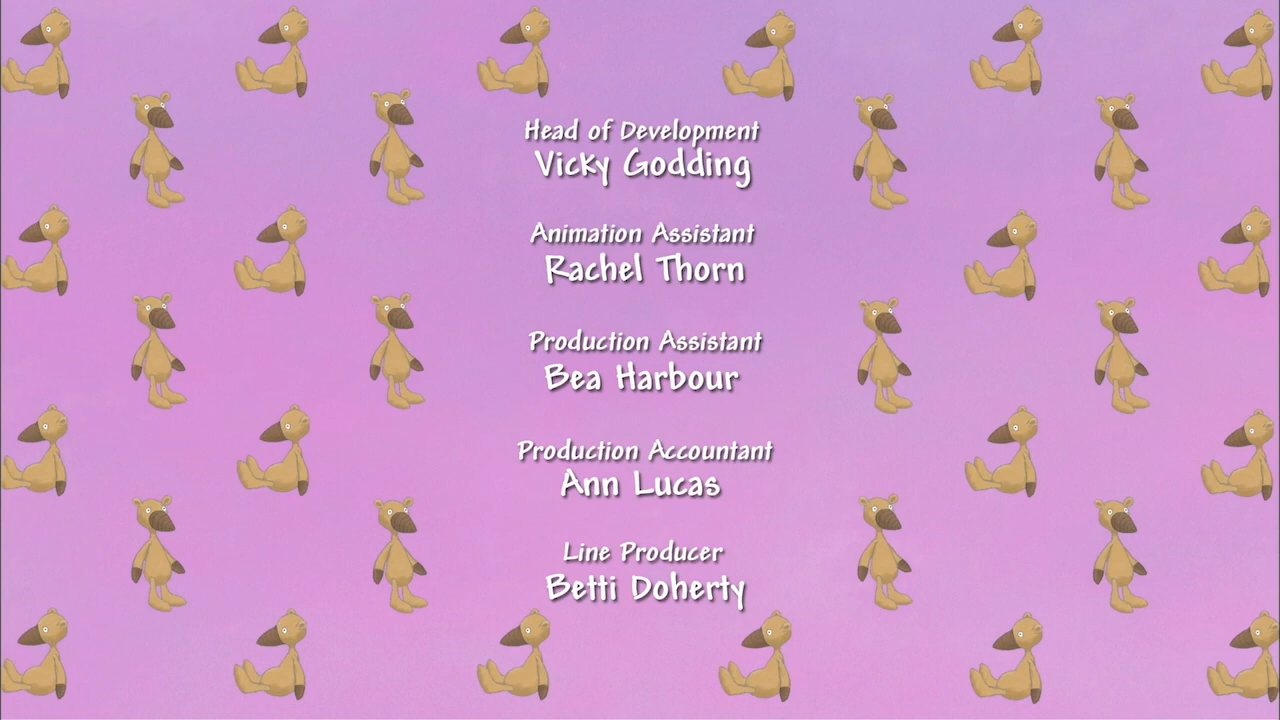 Head of Development
Vicky Godding
Animation Assistant
Rachel Thorn
Production Assistant
Bea Harbour
Production Accountant
Ann Lucas
Line Producer
Betti Doherty